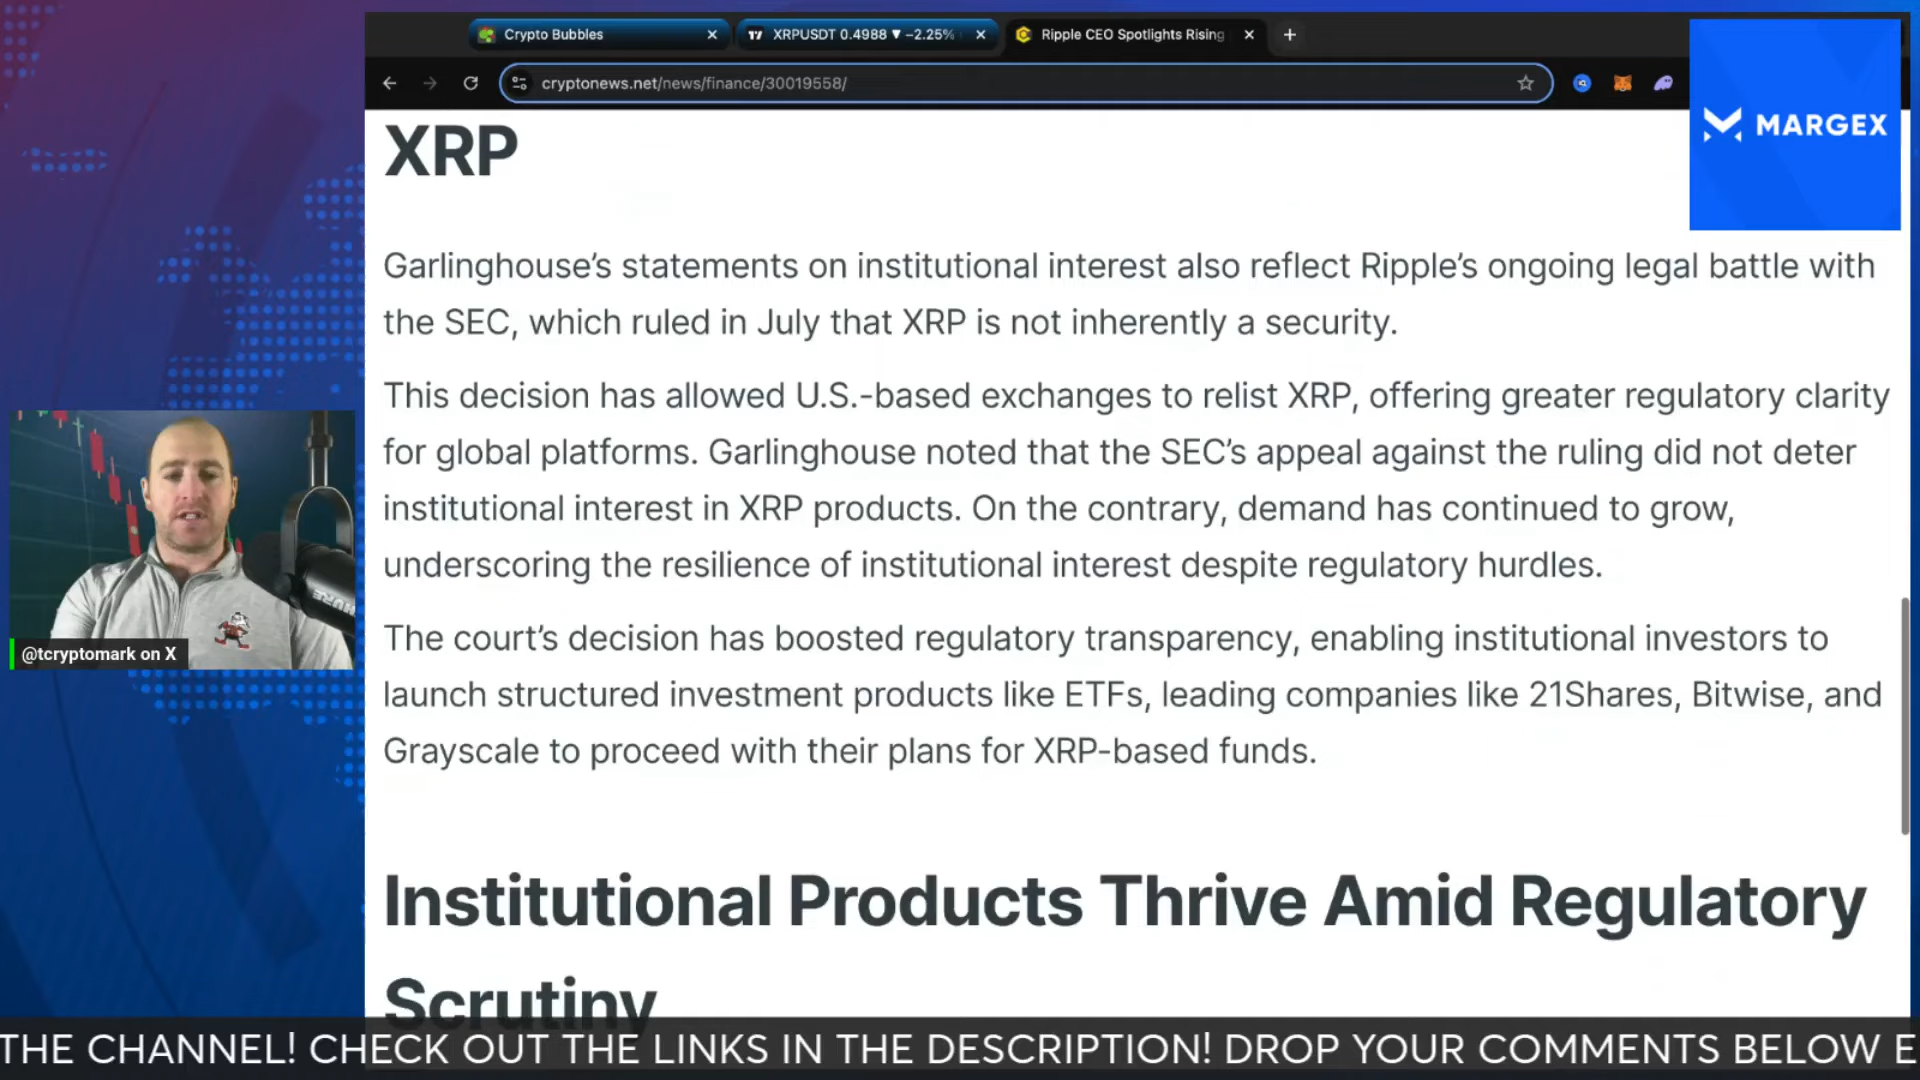 Crypto Bubbles
XRPUSDT 0.4988 ▼ −2.25%
Ripple CEO Spotlights Rising
cryptonews.net/news/finance/30019558/
MARGEX
XRP
Garlinghouse’s statements on institutional interest also reflect Ripple’s ongoing legal battle with
the SEC, which ruled in July that XRP is not inherently a security.
This decision has allowed U.S.-based exchanges to relist XRP, offering greater regulatory clarity
for global platforms. Garlinghouse noted that the SEC’s appeal against the ruling did not deter
institutional interest in XRP products. On the contrary, demand has continued to grow,
underscoring the resilience of institutional interest despite regulatory hurdles.
The court’s decision has boosted regulatory transparency, enabling institutional investors to
launch structured investment products like ETFs, leading companies like 21Shares, Bitwise, and
Grayscale to proceed with their plans for XRP-based funds.
Institutional Products Thrive Amid Regulatory
Scrutiny
SHURE
@tcryptomark on X
THE CHANNEL! CHECK OUT THE LINKS IN THE DESCRIPTION! DROP YOUR COMMENTS BELOW E